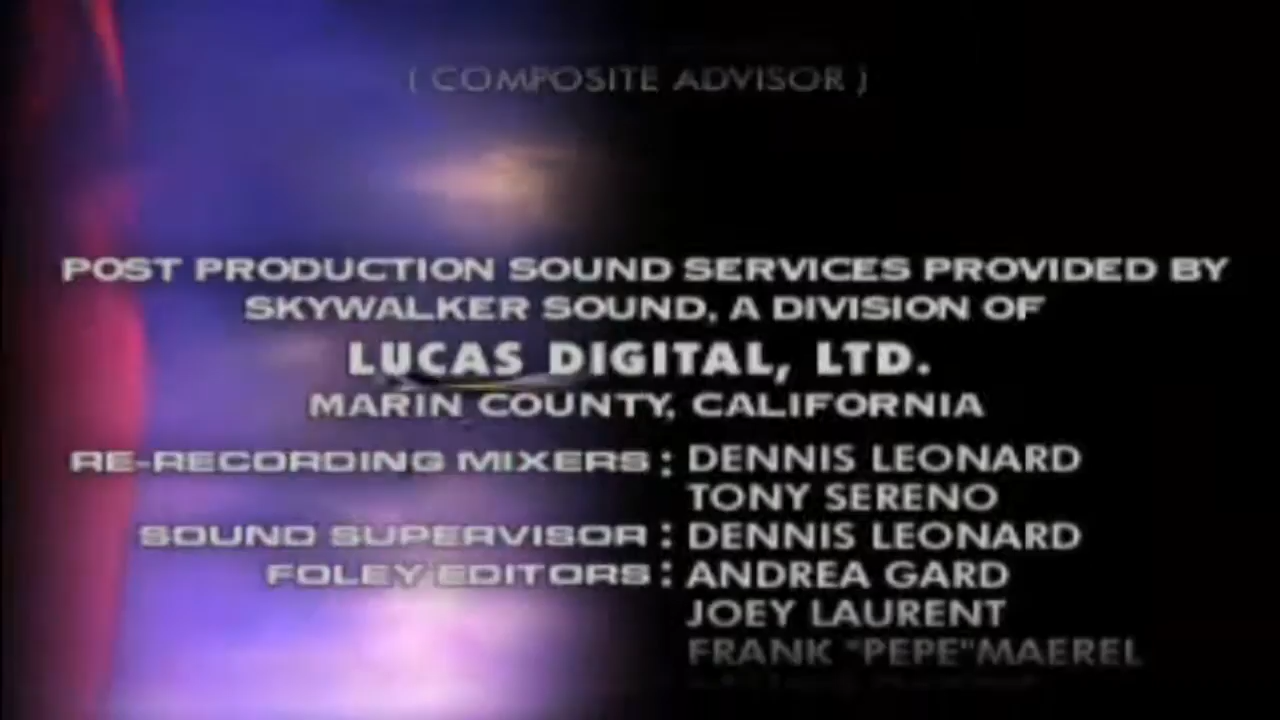 ( COMPOSITE ADVISOR )
POST PRODUCTION SOUND SERVICES PROVIDED BY
SKYWALKER SOUND, A DIVISION OF
LUCAS DIGITAL, LTD.
MARIN COUNTY, CALIFORNIA
RE-RECORDING MIXERS : DENNIS LEONARD
TONY SERENO
SOUND SUPERVISOR : DENNIS LEONARD
FOLEY EDITORS : ANDREA GARD
JOEY LAURENT
FRANK "PEPE"MAEREL